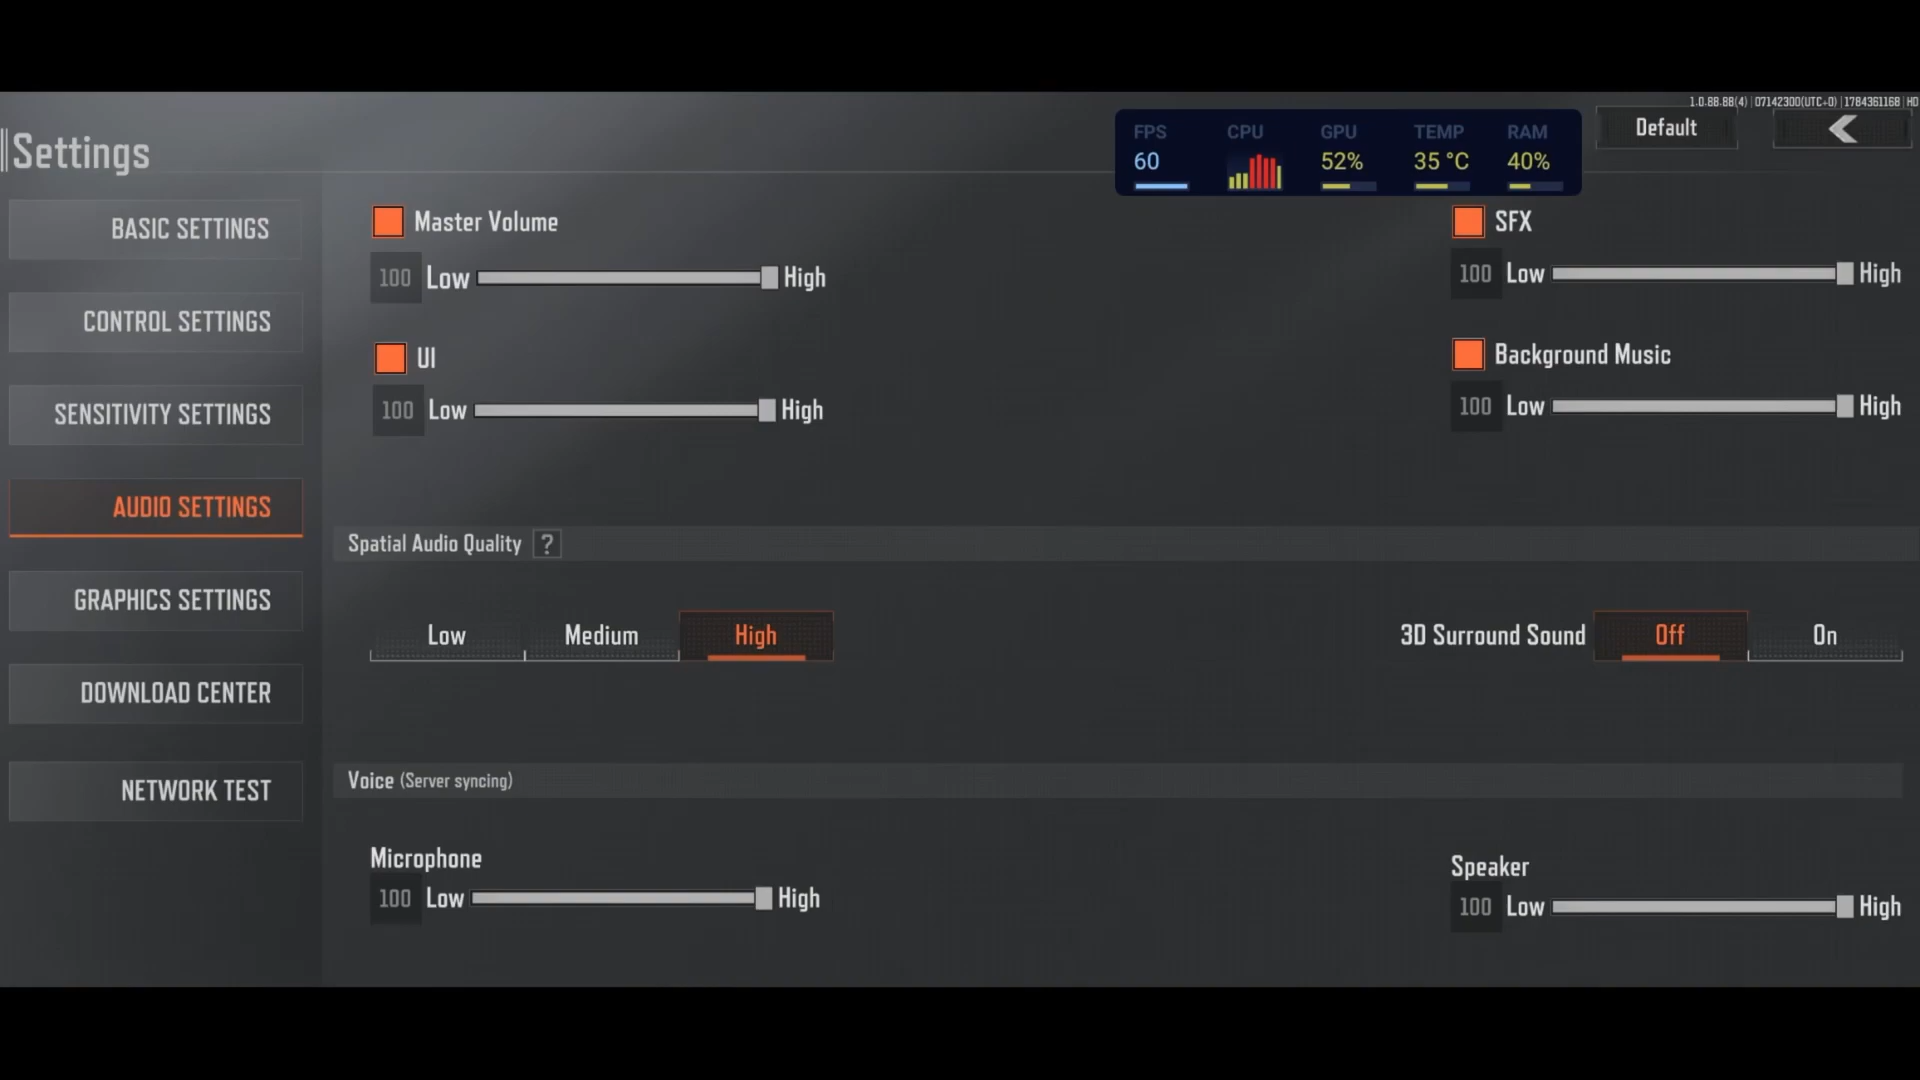 1.0.88.88(4) | 07142300(UTC+0) | 1784361168 | HD
Settings
FPS CPU GPU TEMP RAM
60 52% 35 °C 40%
Default
BASIC SETTINGS
CONTROL SETTINGS
SENSITIVITY SETTINGS
AUDIO SETTINGS
GRAPHICS SETTINGS
DOWNLOAD CENTER
NETWORK TEST
Master Volume
100 Low High
SFX
100 Low High
UI
100 Low High
Background Music
100 Low High
Spatial Audio Quality ?
Low Medium High
3D Surround Sound Off On
Voice (Server syncing)
Microphone
100 Low High
Speaker
100 Low High